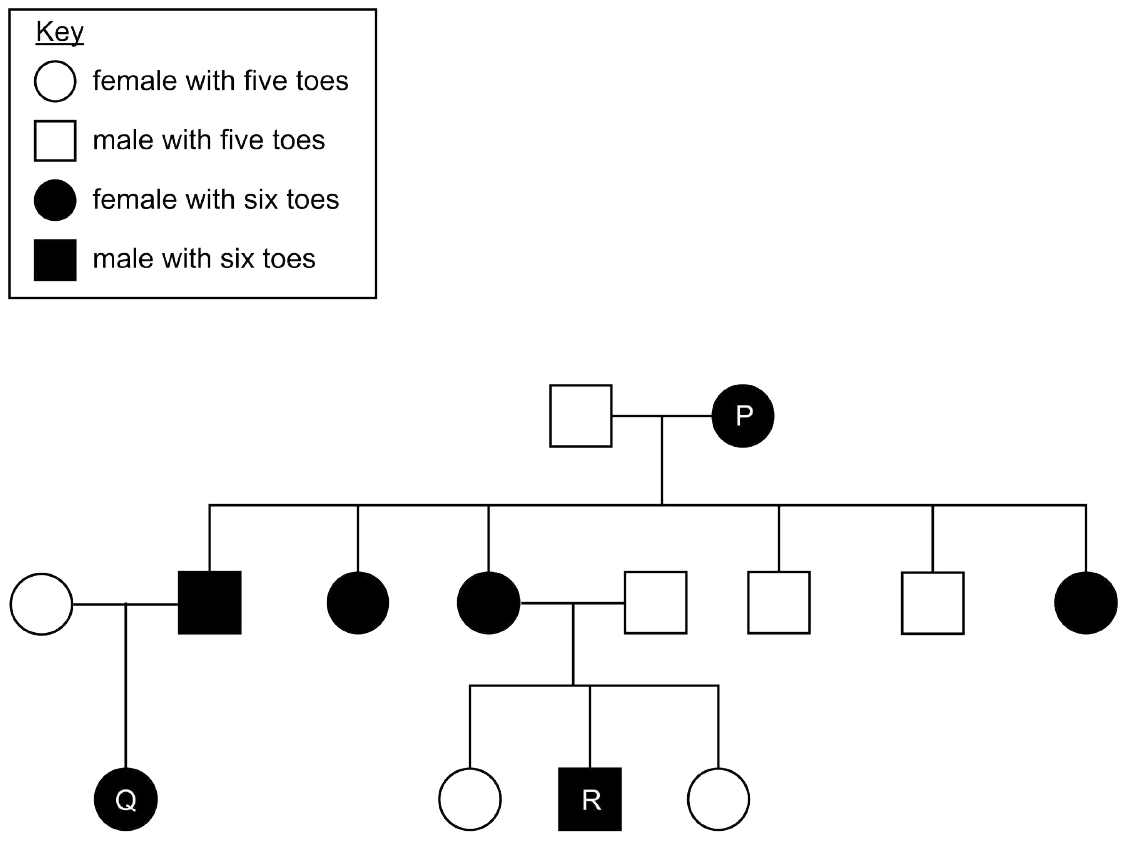 Key
female with five toes
male with five toes
female with six toes
male with six toes
P
Q
R